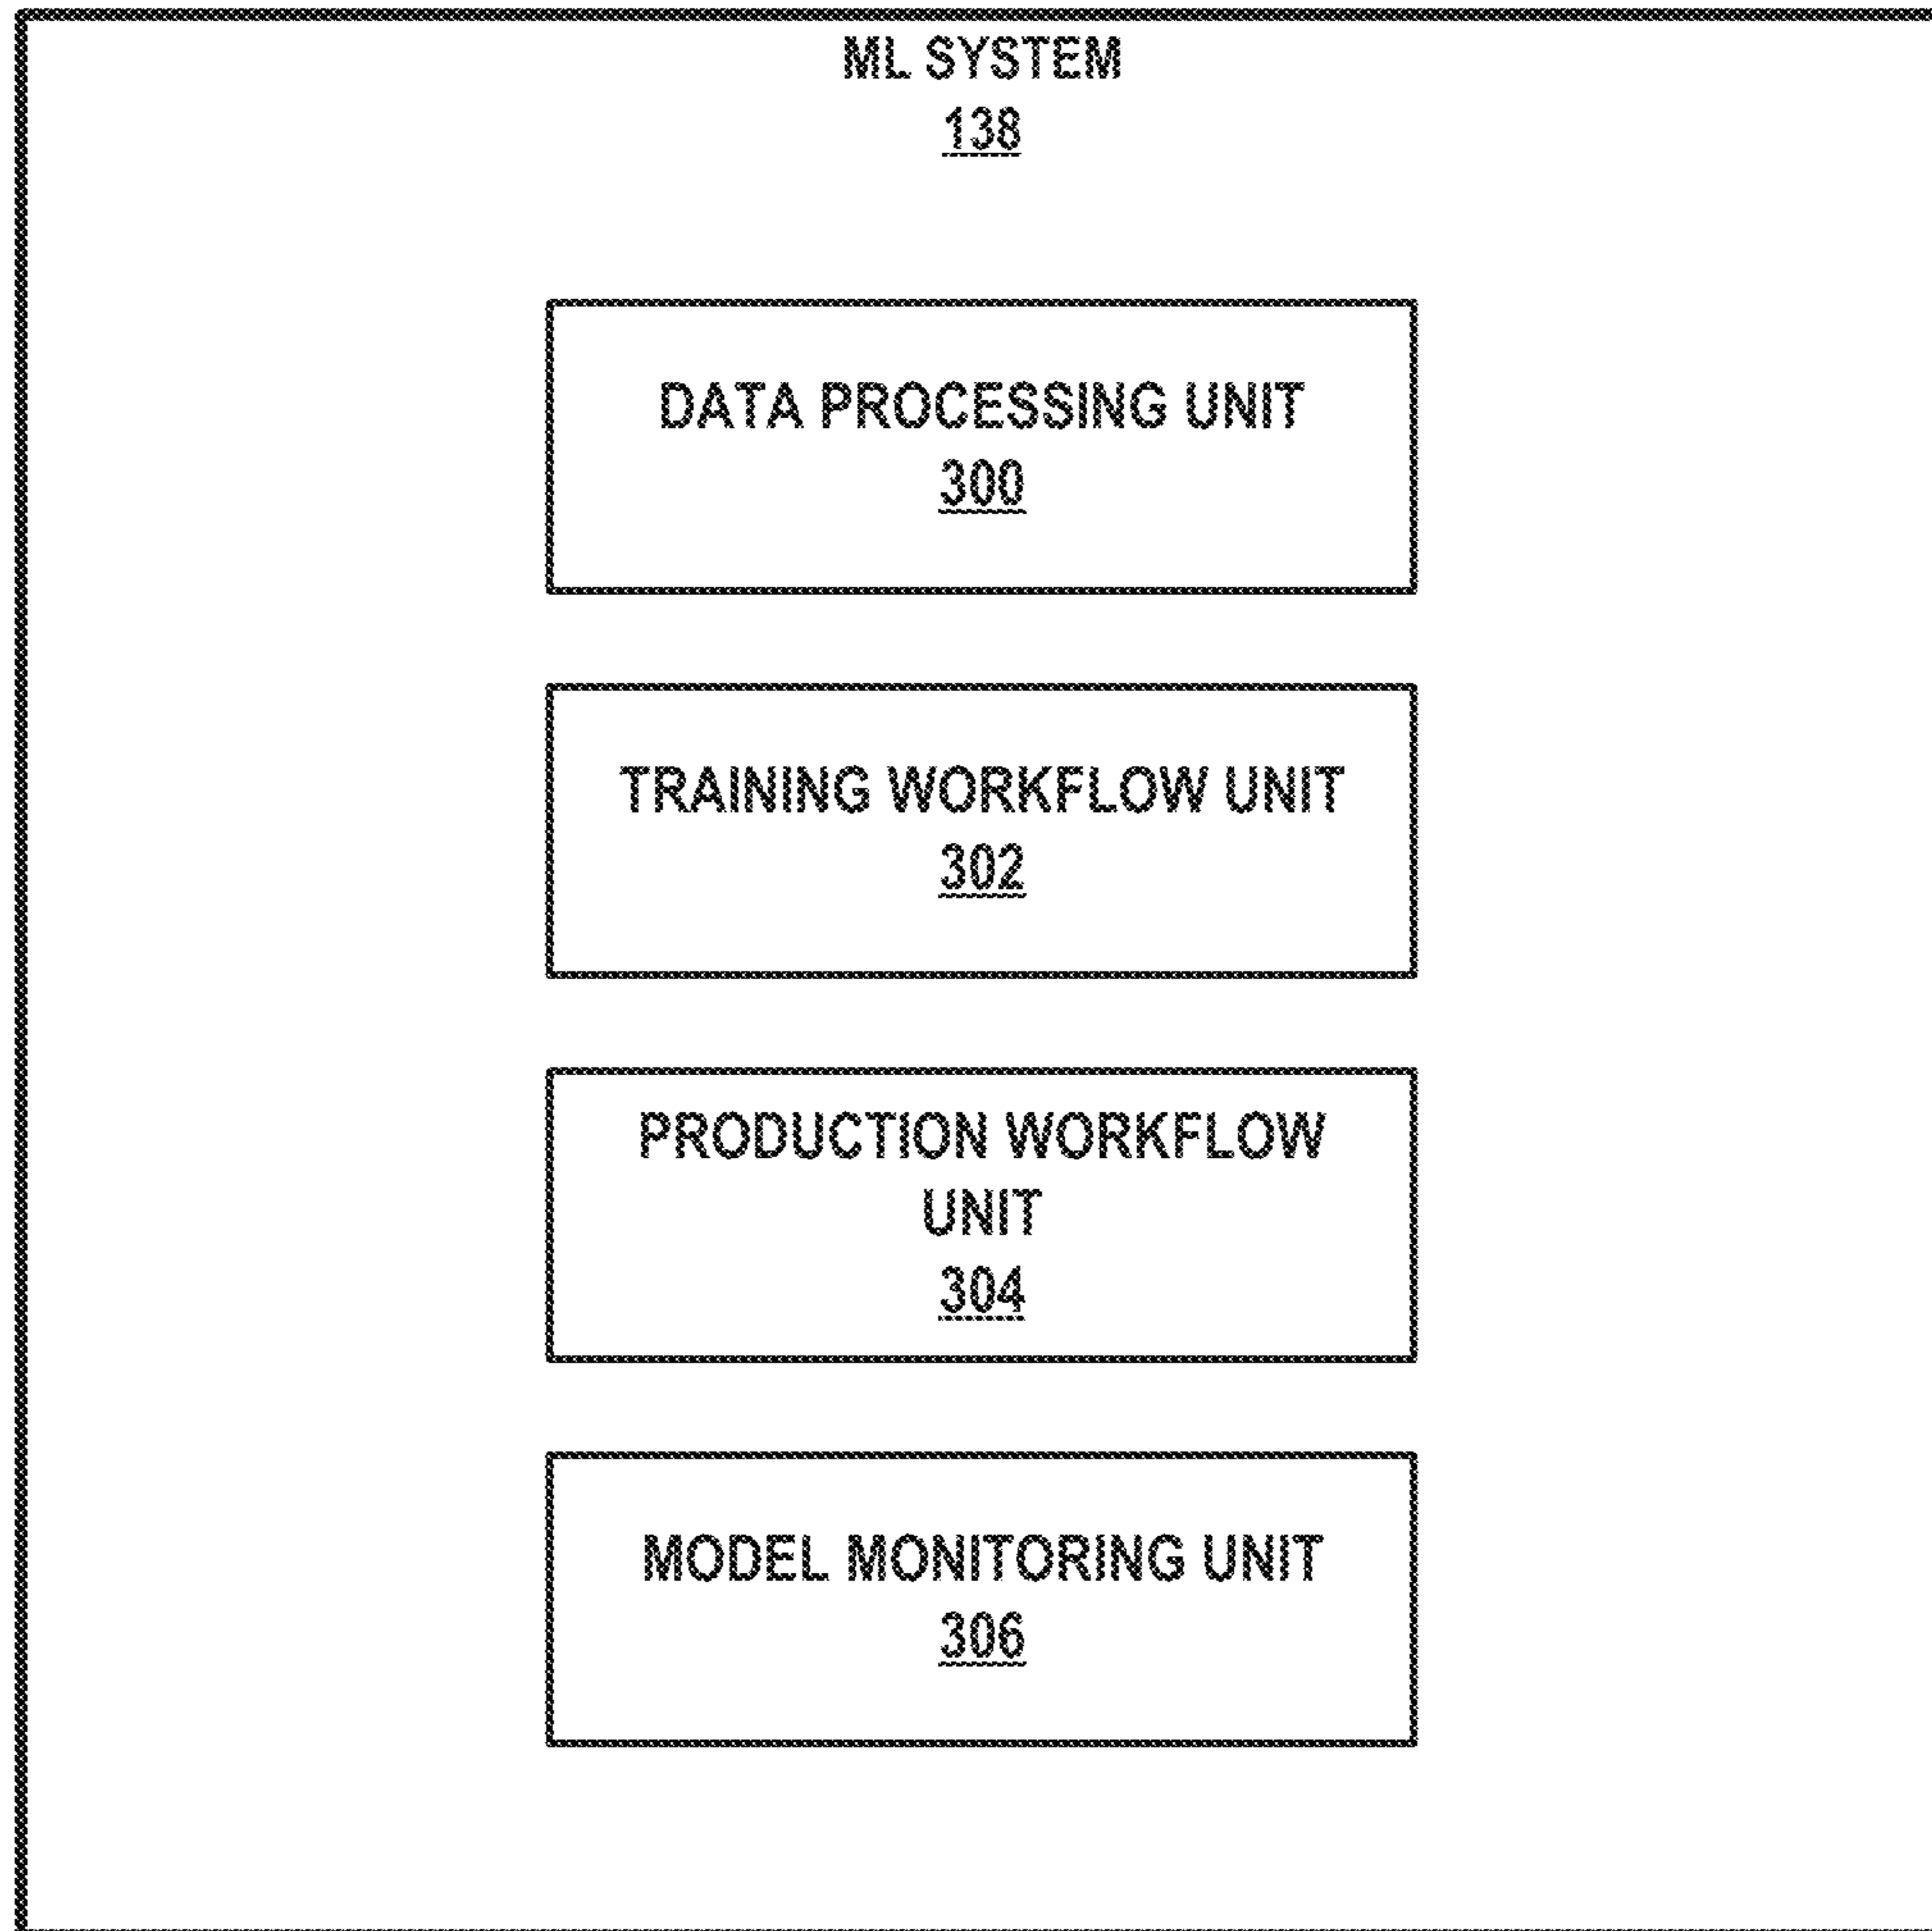 ML SYSTEM
138
DATA PROCESSING UNIT
300
TRAINING WORKFLOW UNIT
302
PRODUCTION WORKFLOW
UNIT
304
MODEL MONITORING UNIT
306